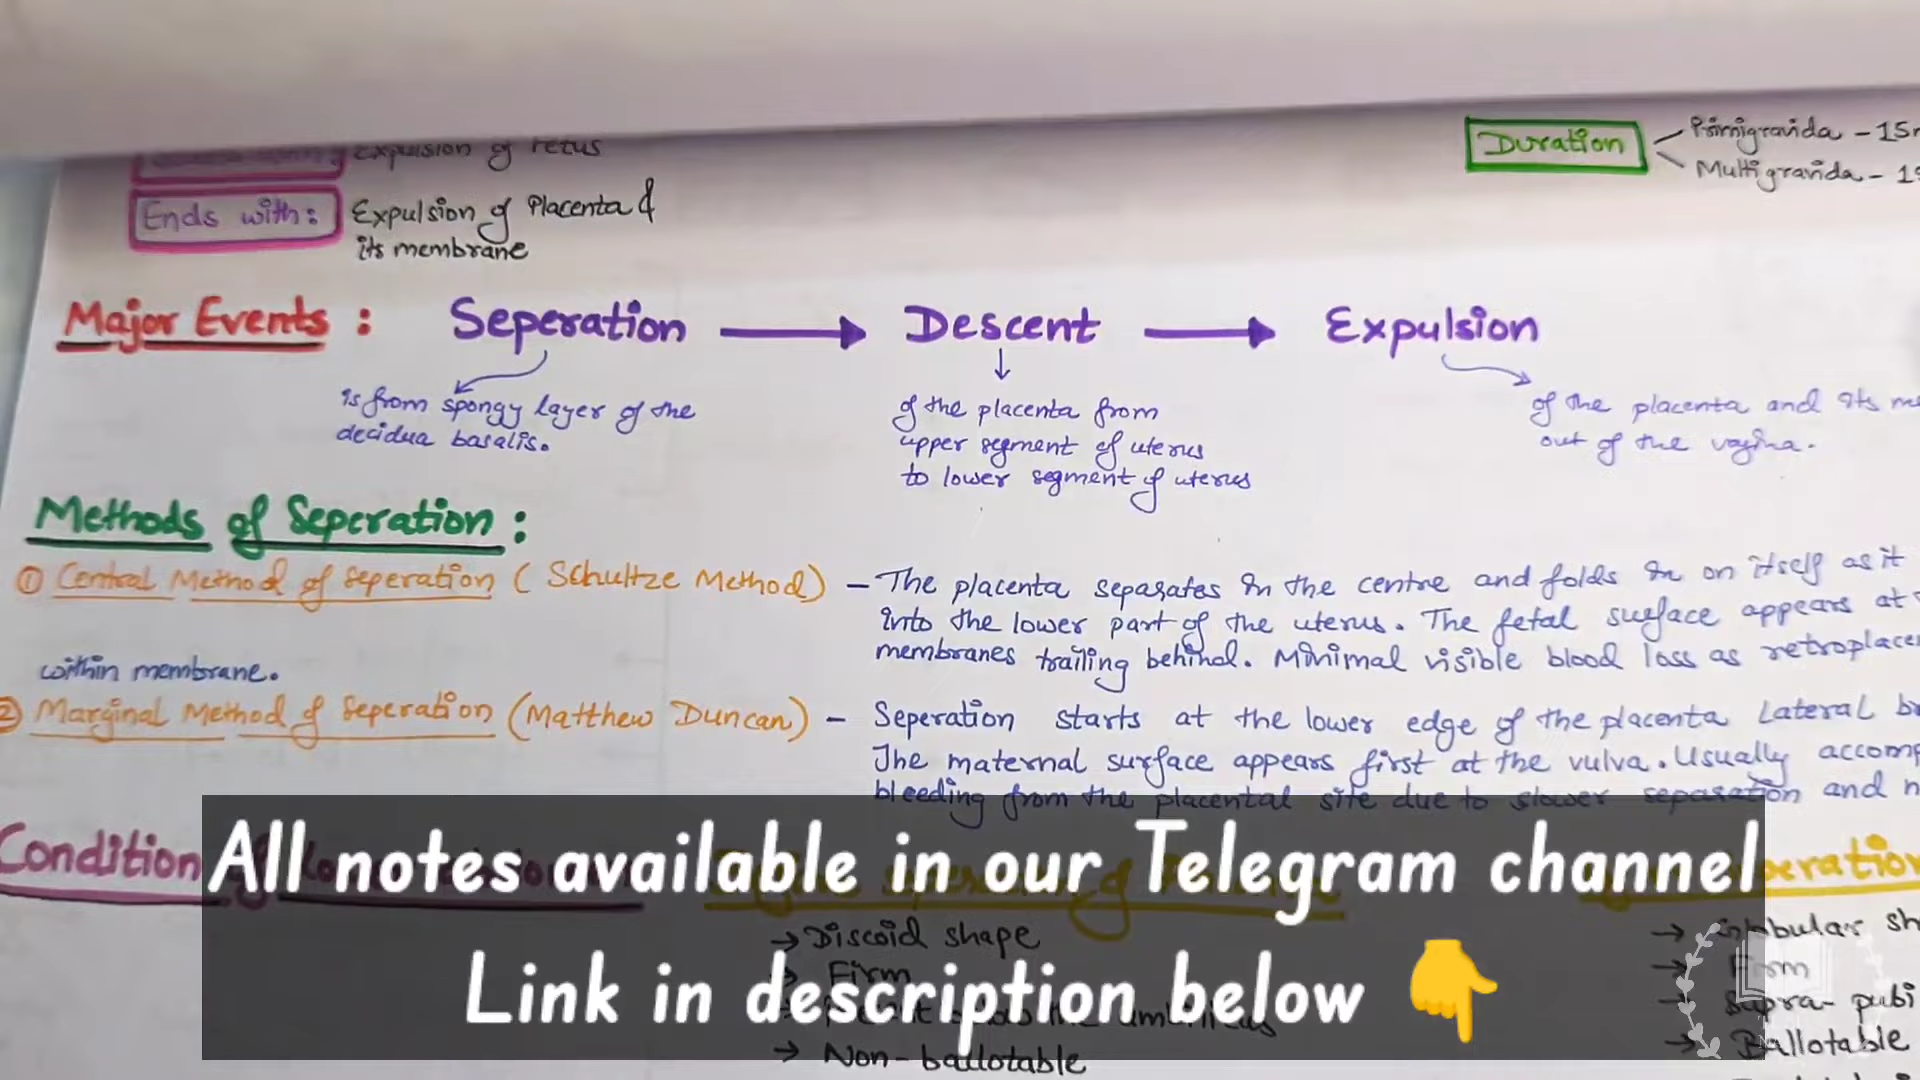 Expulsion of Fetus
Ends with: Expulsion of Placenta &
its membrane
Duration
Primigravida - 15
Multigravida - 1
Major Events : Seperation → Descent → Expulsion
is from spongy layer of the
decidua basalis.
of the placenta from
upper segment of uterus
to lower segment of uterus
of the placenta and its
out of the vagina.
Methods of Seperation :
① Central Method of Seperation ( Schultze Method) - The placenta separates in the centre and folds in on itself as it
into the lower part of the uterus. The fetal surface appears at
membranes trailing behind. Minimal visible blood loss as
within membrane.
② Marginal Method of Seperation (Matthew Duncan) - Seperation starts at the lower edge of the placenta Lateral
The maternal surface appears first at the vulva. Usually
bleeding from the placental site due to slower separation and
Condition
All notes available in our Telegram channel
→ Discoid shape
→ Firm
Link in description below 👇
→ Non-ballotable
→ Firm
→ Supra-pubi
→ Ballotable